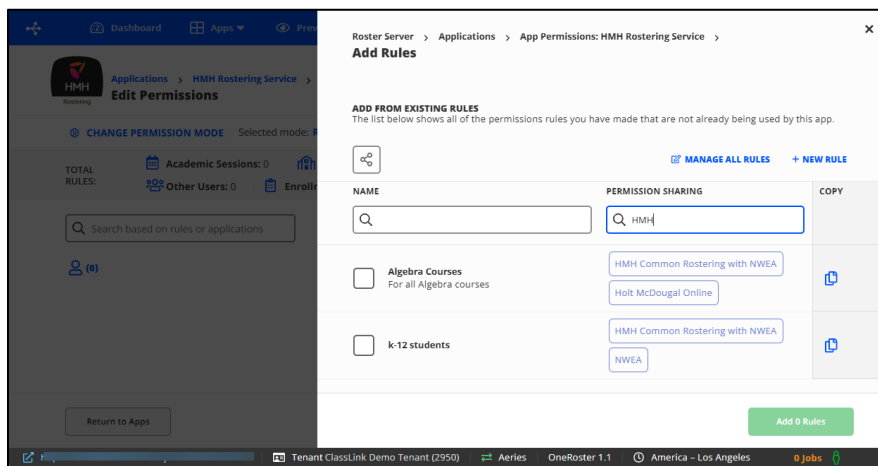 Dashboard Apps Prev
HMH
Rostering
Applications > HMH Rostering Service >
Edit Permissions
CHANGE PERMISSION MODE Selected mode: R
TOTAL RULES: Academic Sessions: 0
Other Users: 0 Enrollm
Search based on rules or applications
(0)
Return to Apps
Roster Server > Applications > App Permissions: HMH Rostering Service >
Add Rules
ADD FROM EXISTING RULES
The list below shows all of the permissions rules you have made that are not already being used by this app.
MANAGE ALL RULES + NEW RULE
NAME PERMISSION SHARING COPY
HMH
Algebra Courses
For all Algebra courses
HMH Common Rostering with NWEA
Holt McDougal Online
k-12 students
HMH Common Rostering with NWEA
NWEA
Add 0 Rules
Tenant ClassLink Demo Tenant (2950) Aeries OneRoster 1.1 America – Los Angeles 0 Jobs